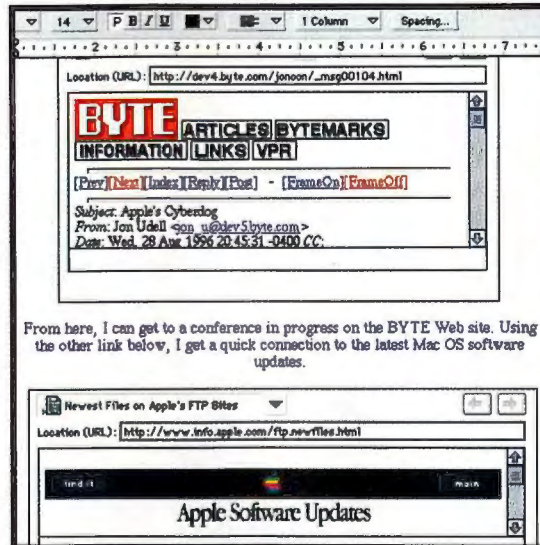 14 P B I U 1 Column Spacing...
2 3 4 5 6 7
Location (URL): http://dev4.byte.com/jonoon/_msg00104.html
BYTE ARTICLES BYTEMARKS
INFORMATION LINKS VPR
[Prev][Next][Index][Reply][Post] - [FrameOn][FrameOff]
Subject: Apple's Cyberdog
From: Jon Udell <jon_u@dev5.byte.com>
Date: Wed, 28 Aug 1996 20:45:31 -0400 CC:
From here, I can get to a conference in progress on the BYTE Web site. Using
the other link below, I get a quick connection to the latest Mac OS software
updates.
Newest Files on Apple's FTP Sites
Location (URL): http://www.info.apple.com/ftp.newfiles.html
find it main
Apple Software Updates